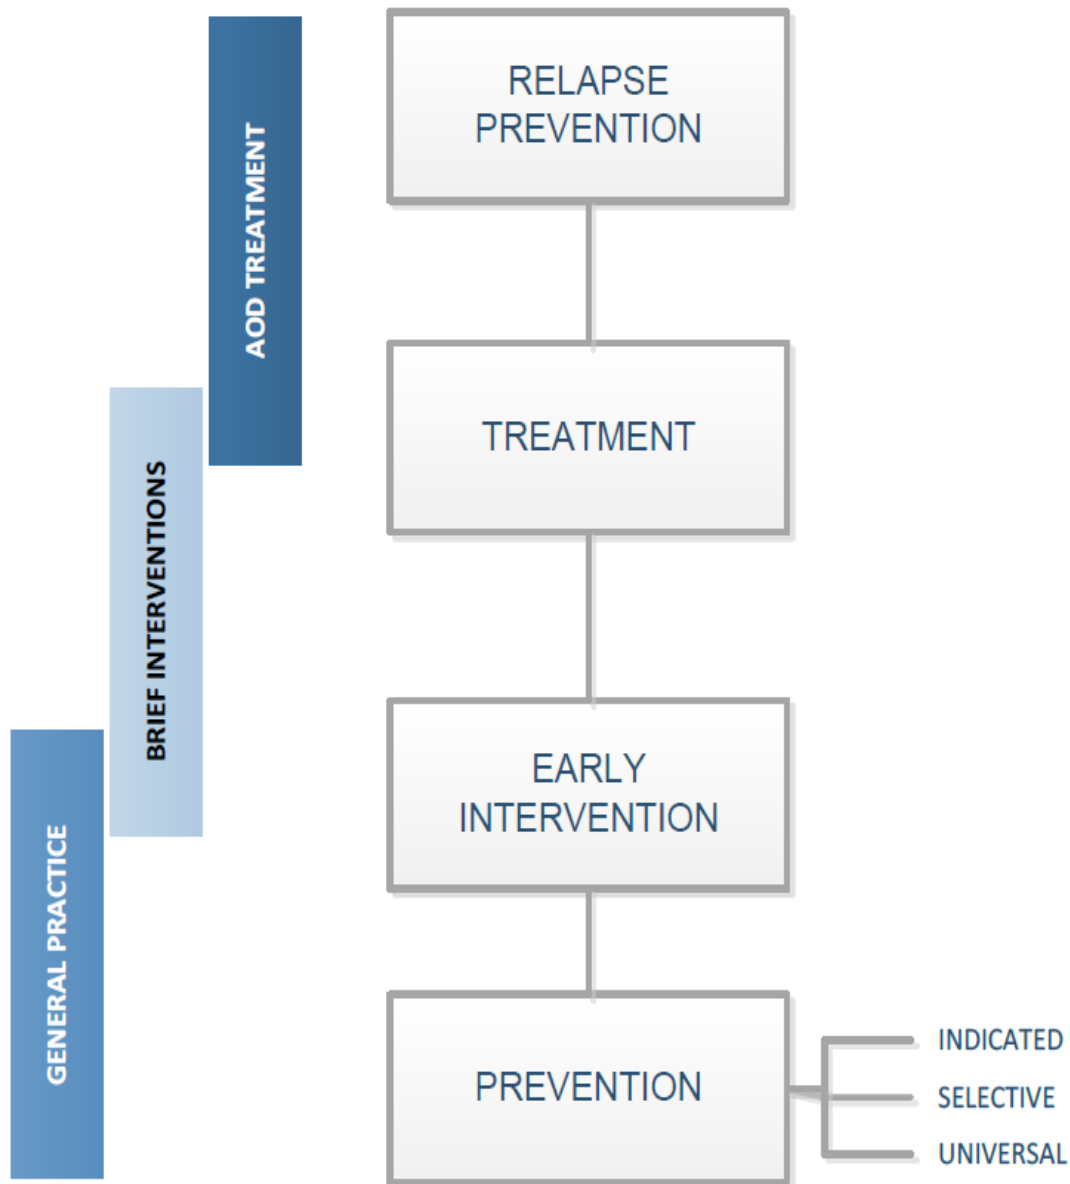 AOD TREATMENT
BRIEF INTERVENTIONS
GENERAL PRACTICE
RELAPSE
PREVENTION
TREATMENT
EARLY
INTERVENTION
PREVENTION
INDICATED
SELECTIVE
UNIVERSAL